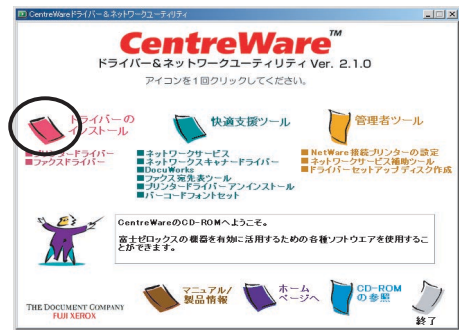 CentreWareドライバー&ネットワークユーティリティ
CentreWare™
ドライバー&ネットワークユーティリティ Ver. 2.1.0
アイコンを1回クリックしてください。
ドライバーの
インストール
■プリンタードライバー
■ファクスドライバー
快適支援ツール
■ネットワークサービス
■ネットワークスキャナードライバー
■DocuWorks
■ファクス宛先表ツール
■プリンタードライバー アンインストール
■バーコードフォントセット
管理者ツール
■NetWare 接続プリンターの設定
■ネットワークサービス補助ツール
■ドライバーセットアップ ディスク作成
CentreWareのCD-ROMへようこそ。
富士ゼロックスの機器を有効に活用するための各種ソフトウエアを使用するこ
とができます。
THE DOCUMENT COMPANY
FUJI XEROX
マニュアル/
製品情報
ホーム
ページへ
CD-ROM
の参照
終了